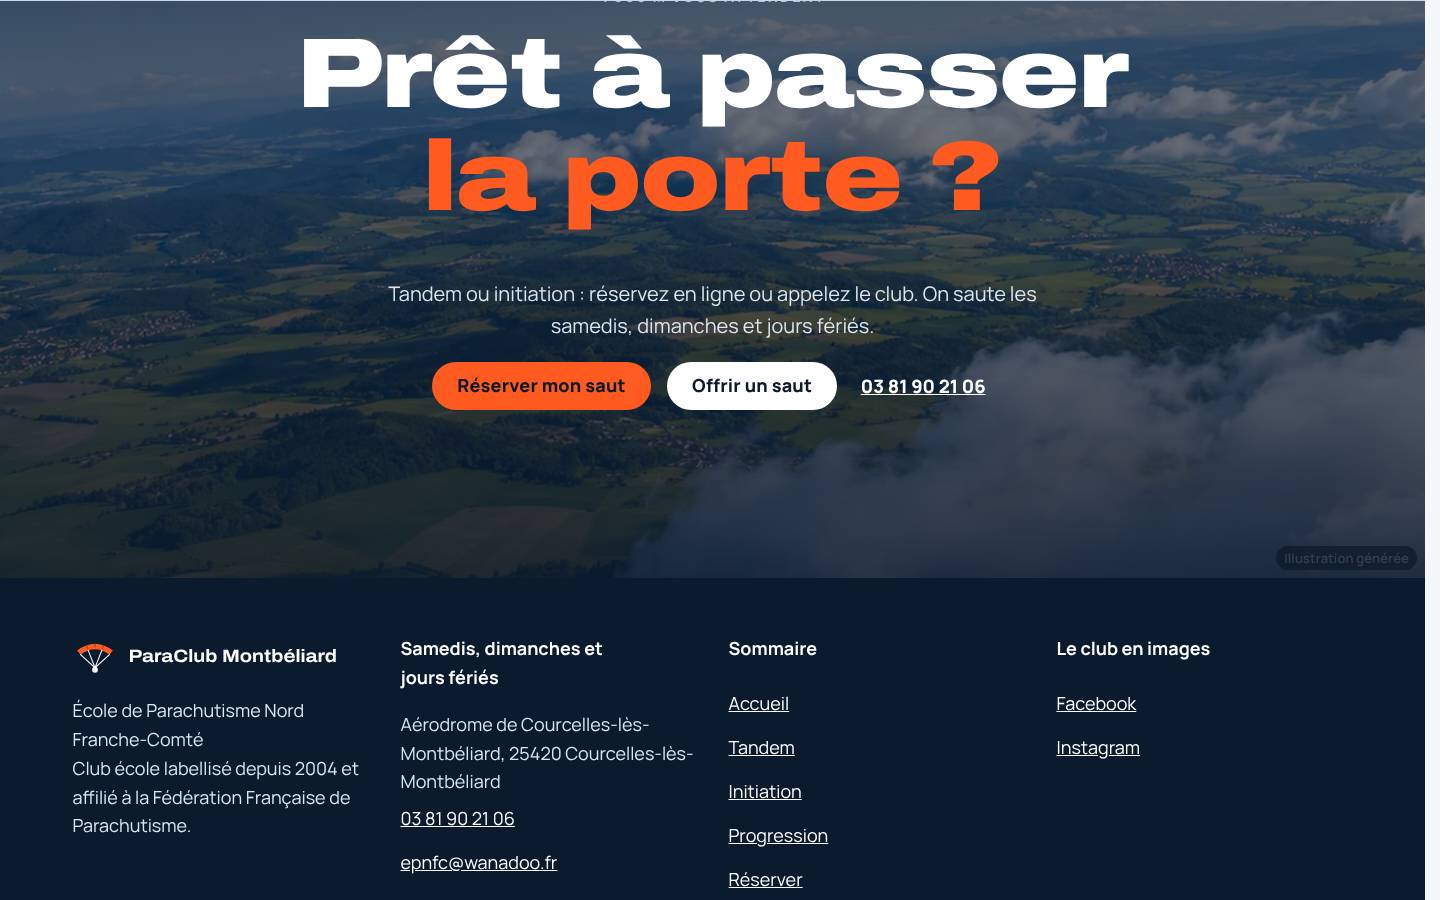 Prêt à passer
la porte ?
Tandem ou initiation : réservez en ligne ou appelez le club. On saute les
samedis, dimanches et jours fériés.
Réserver mon saut
Offrir un saut
03 81 90 21 06
Illustration générée
ParaClub Montbéliard
École de Parachutisme Nord
Franche-Comté
Club école labellisé depuis 2004 et
affilié à la Fédération Française de
Parachutisme.
Samedis, dimanches et
jours fériés
Aérodrome de Courcelles-lès-
Montbéliard, 25420 Courcelles-lès-
Montbéliard
03 81 90 21 06
epnfc@wanadoo.fr
Sommaire
Accueil
Tandem
Initiation
Progression
Réserver
Le club en images
Facebook
Instagram